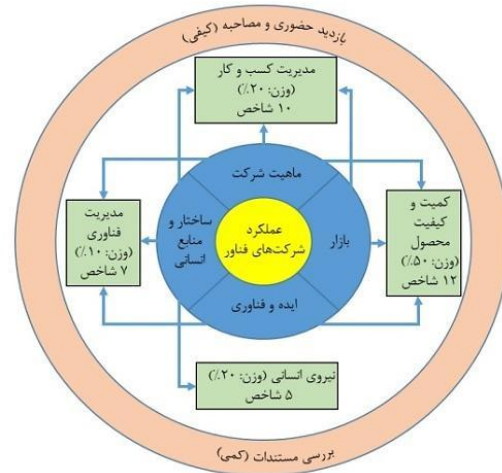 بازدید حضوری و مصاحبه (کیفی)
مدیریت کسب و کار
(وزن: ۲۰٪)
۱۰ شاخص
ماهیت شرکت
مدیریت
فناوری
(وزن: ۱۰٪)
۷ شاخص
ساختار و
منابع
انسانی
عملکرد
شرکت‌های فناور
بازار
کمیت و
کیفیت
محصول
(وزن: ۵۰٪)
۱۲ شاخص
ایده و فناوری
نیروی انسانی (وزن: ۲۰٪)
۵ شاخص
بررسی مستندات (کمی)